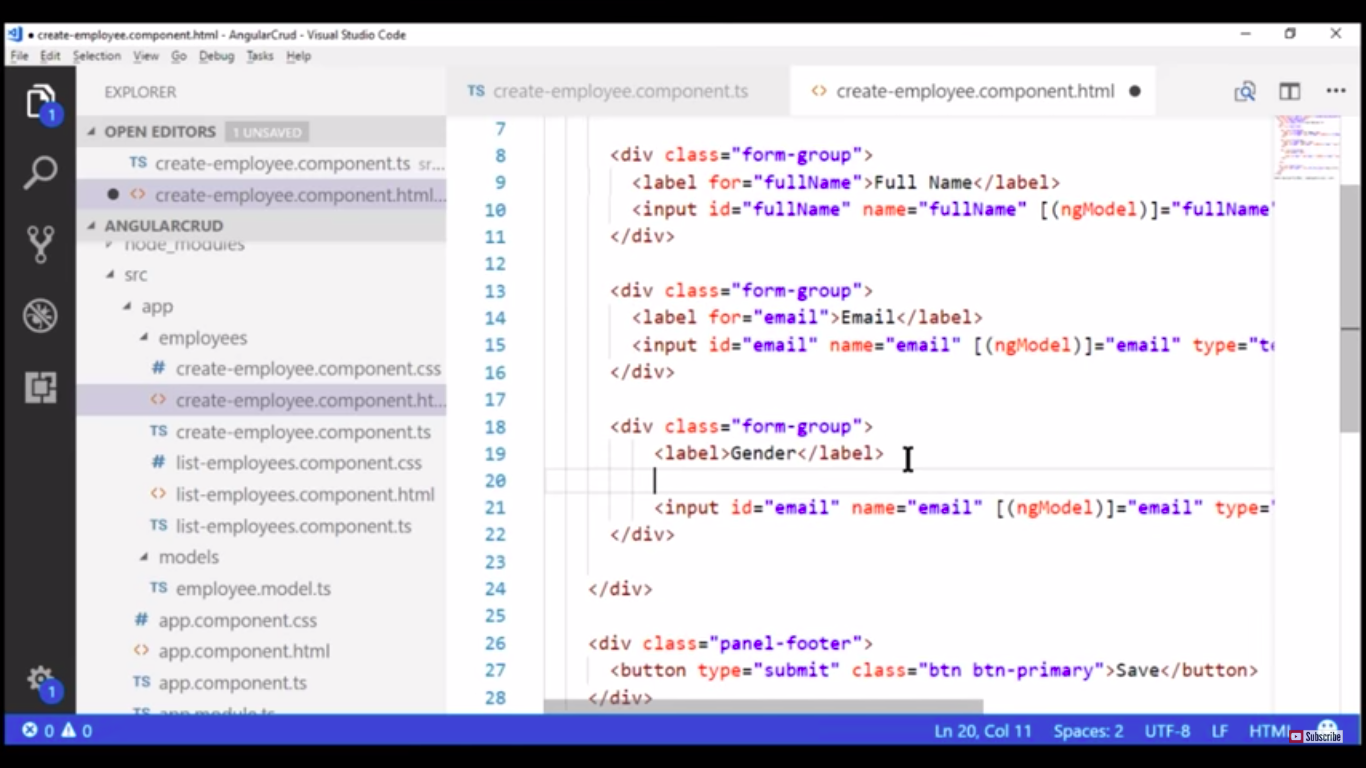 create-employee.component.html - AngularCrud - Visual Studio Code
File Edit Selection View Go Debug Tasks Help
EXPLORER
OPEN EDITORS 1 UNSAVED
TS create-employee.component.ts sr...
<> create-employee.component.html...
ANGULARCRUD
node_modules
src
app
employees
# create-employee.component.css
<> create-employee.component.ht...
TS create-employee.component.ts
# list-employees.component.css
<> list-employees.component.html
TS list-employees.component.ts
models
TS employee.model.ts
# app.component.css
<> app.component.html
TS app.component.ts
TS app.module.ts
1
1
TS create-employee.component.ts
<> create-employee.component.html
7
8 <div class="form-group">
9 <label for="fullName">Full Name</label>
10 <input id="fullName" name="fullName" [(ngModel)]="fullName"
11 </div>
12
13 <div class="form-group">
14 <label for="email">Email</label>
15 <input id="email" name="email" [(ngModel)]="email" type="te
16 </div>
17
18 <div class="form-group">
19 <label>Gender</label>
20
21 <input id="email" name="email" [(ngModel)]="email" type="
22 </div>
23
24 </div>
25
26 <div class="panel-footer">
27 <button type="submit" class="btn btn-primary">Save</button>
28 </div>
0 0
Ln 20, Col 11 Spaces: 2 UTF-8 LF HTML
Subscribe